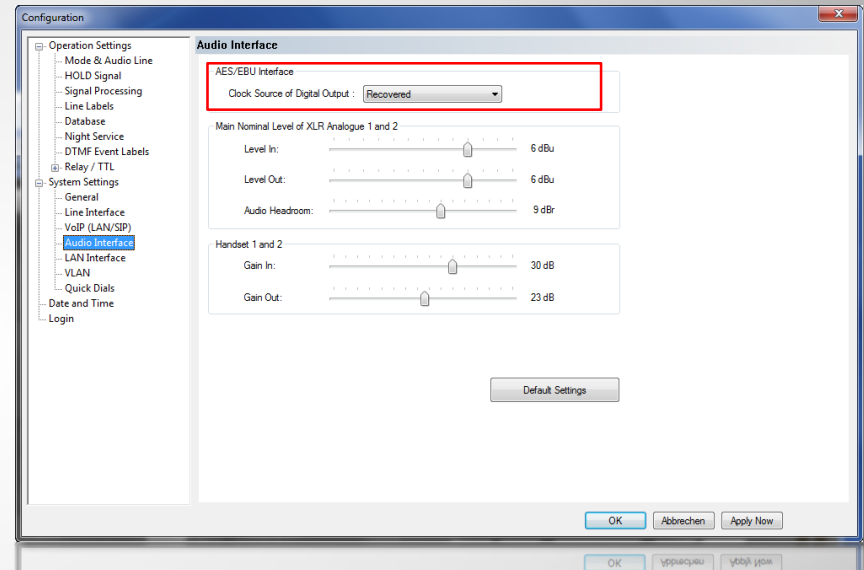 Configuration
Operation Settings
Mode & Audio Line
HOLD Signal
Signal Processing
Line Labels
Database
Night Service
DTMF Event Labels
Relay / TTL
System Settings
General
Line Interface
VoIP (LAN/SIP)
Audio Interface
LAN Interface
VLAN
Quick Dials
Date and Time
Login
Audio Interface
AES/EBU Interface
Clock Source of Digital Output : Recovered
Main Nominal Level of XLR Analogue 1 and 2
Level In: 6 dBu
Level Out: 6 dBu
Audio Headroom: 9 dBr
Handset 1 and 2
Gain In: 30 dB
Gain Out: 23 dB
Default Settings
OK Abbrechen Apply Now